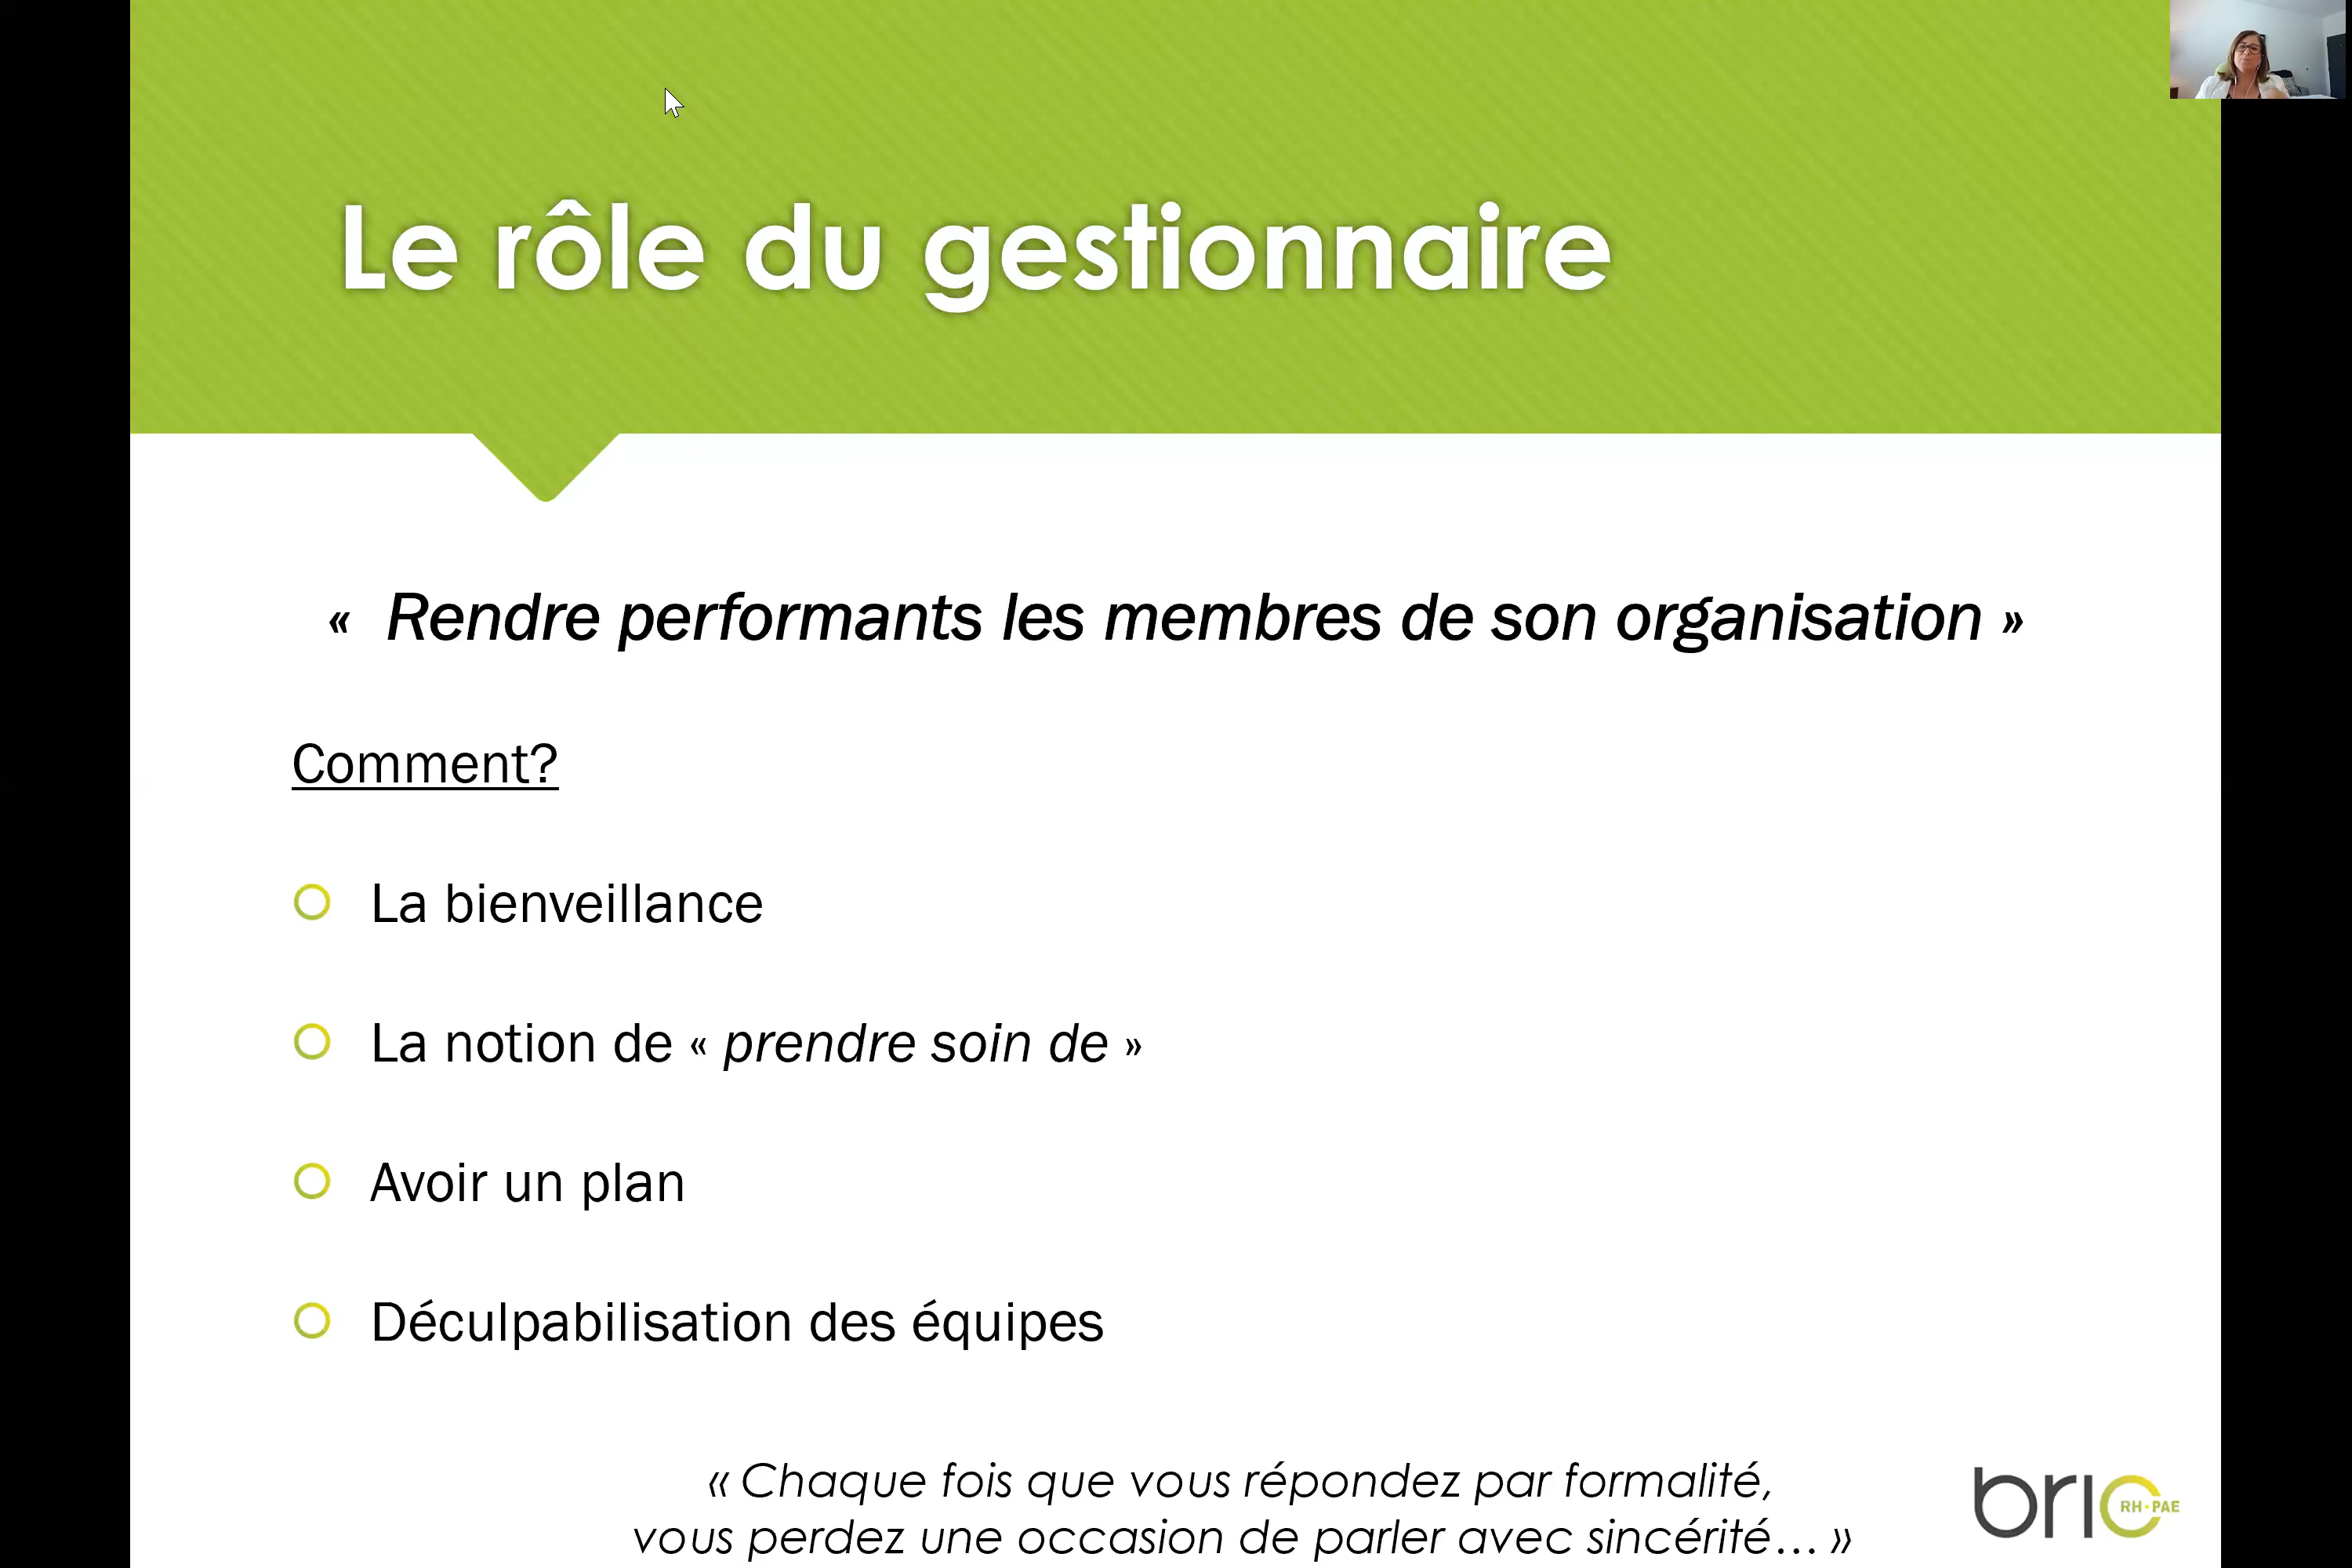 Le rôle du gestionnaire
« Rendre performants les membres de son organisation »
Comment?
La bienveillance
La notion de « prendre soin de »
Avoir un plan
Déculpabilisation des équipes
« Chaque fois que vous répondez par formalité,
vous perdez une occasion de parler avec sincérité… »
bric
RH·PAE